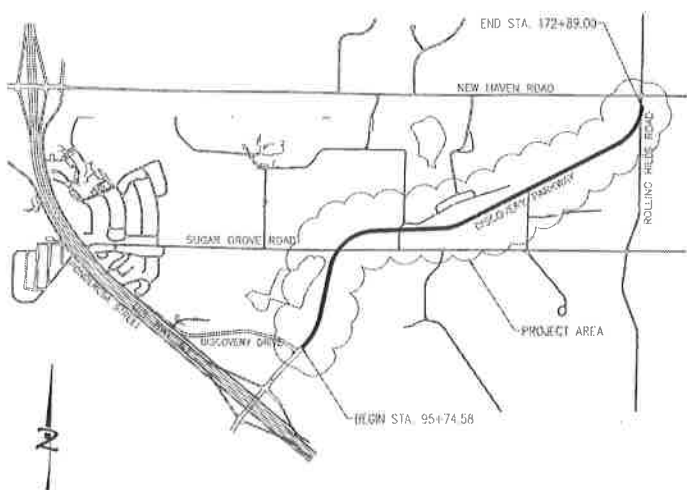 END STA. 172+89.00
NEW HAVEN ROAD
ROLLING HILLS ROAD
DISCOVERY PARKWAY
SUGAR GROVE ROAD
PROJECT AREA
DISCOVERY DRIVE
BEGIN STA. 95+74.58
N